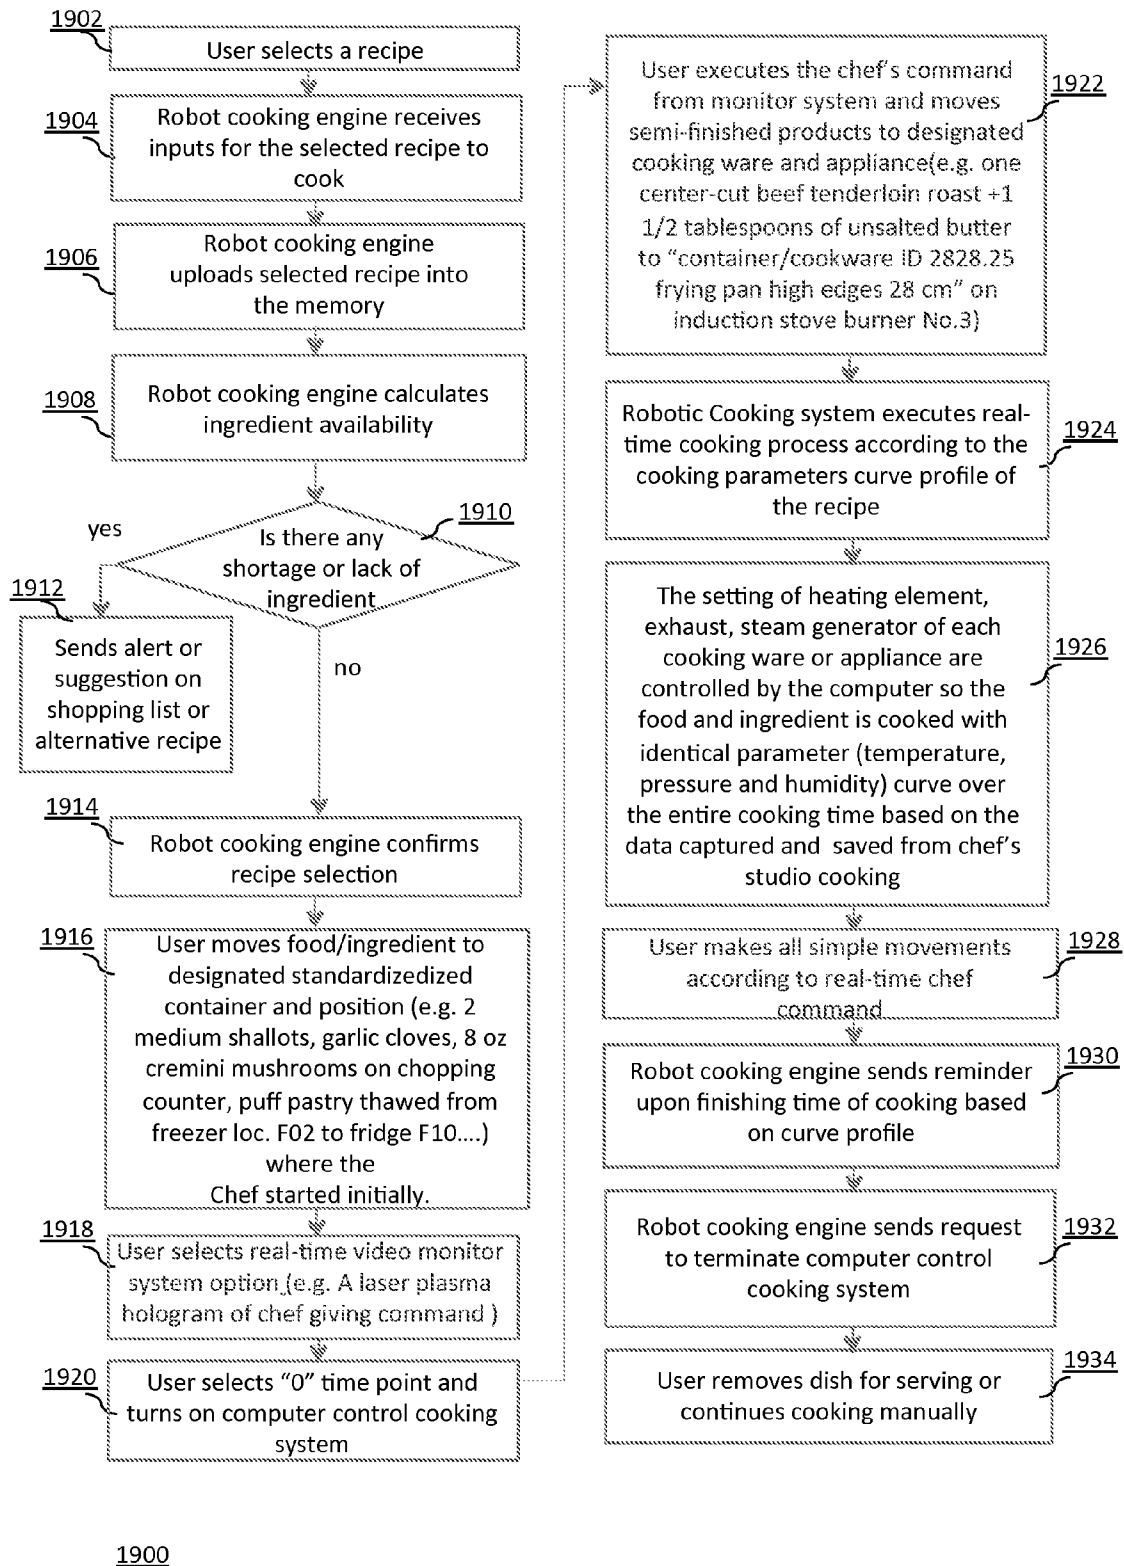 1902
User selects a recipe
1904
Robot cooking engine receives
inputs for the selected recipe to
cook
1906
Robot cooking engine
uploads selected recipe into
the memory
1908
Robot cooking engine calculates
ingredient availability
1910
yes
Is there any
shortage or lack of
ingredient
1912
Sends alert or
suggestion on
shopping list or
alternative recipe
no
1914
Robot cooking engine confirms
recipe selection
1916
User moves food/ingredient to
designated standardizedized
container and position (e.g. 2
medium shallots, garlic cloves, 8 oz
cremini mushrooms on chopping
counter, puff pastry thawed from
freezer loc. F02 to fridge F10....)
where the
Chef started initially.
1918
User selects real-time video monitor
system option (e.g. A laser plasma
hologram of chef giving command )
1920
User selects “0” time point and
turns on computer control cooking
system
1922
User executes the chef’s command
from monitor system and moves
semi-finished products to designated
cooking ware and appliance(e.g. one
center-cut beef tenderloin roast +1
1/2 tablespoons of unsalted butter
to “container/cookware ID 2828.25
frying pan high edges 28 cm” on
induction stove burner No.3)
1924
Robotic Cooking system executes real-
time cooking process according to the
cooking parameters curve profile of
the recipe
1926
The setting of heating element,
exhaust, steam generator of each
cooking ware or appliance are
controlled by the computer so the
food and ingredient is cooked with
identical parameter (temperature,
pressure and humidity) curve over
the entire cooking time based on the
data captured and saved from chef’s
studio cooking
1928
User makes all simple movements
according to real-time chef
command
1930
Robot cooking engine sends reminder
upon finishing time of cooking based
on curve profile
1932
Robot cooking engine sends request
to terminate computer control
cooking system
1934
User removes dish for serving or
continues cooking manually
1900